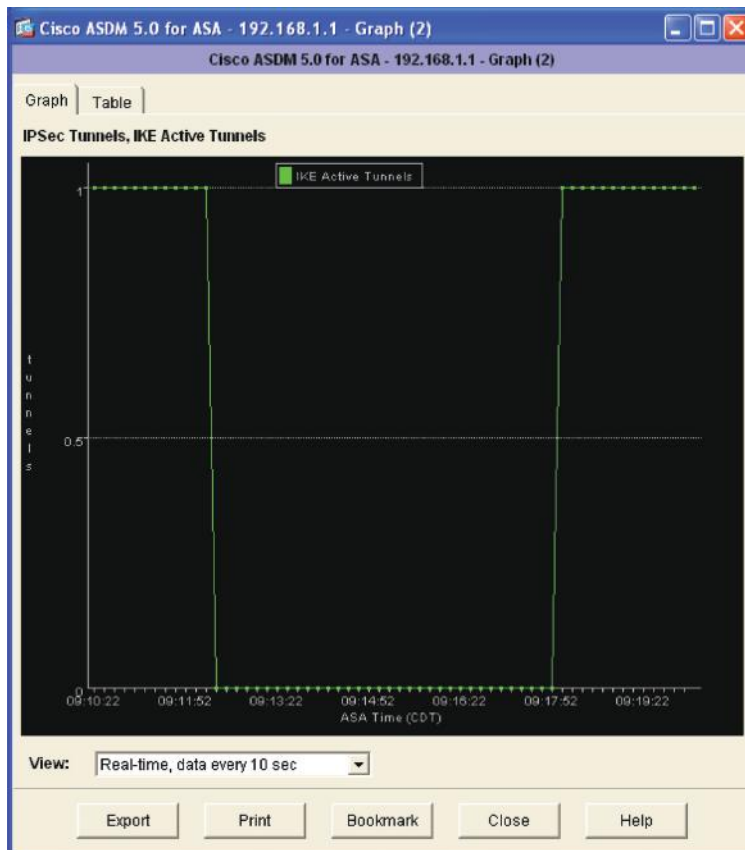 Cisco ASDM 5.0 for ASA - 192.168.1.1 - Graph (2)
Cisco ASDM 5.0 for ASA - 192.168.1.1 - Graph (2)
Graph Table
IPSec Tunnels, IKE Active Tunnels
IKE Active Tunnels
1
tunnels
0.5
0
09:10:22 09:11:52 09:13:22 09:14:52 09:16:22 09:17:52 09:19:22
ASA Time (CDT)
View: Real-time, data every 10 sec
Export Print Bookmark Close Help